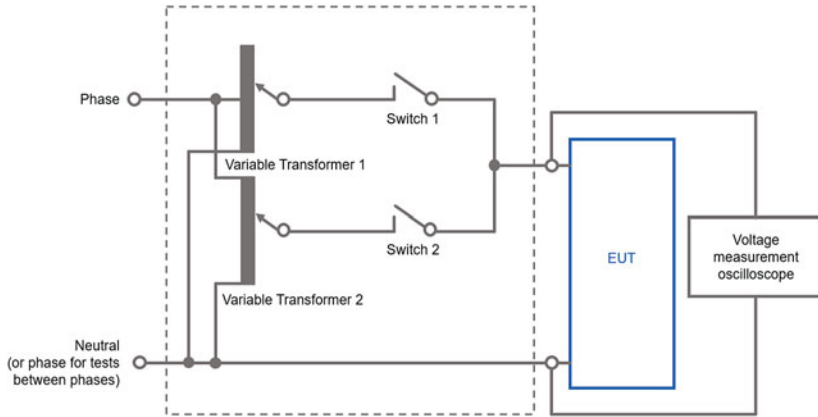 Phase
Switch 1
Variable Transformer 1
Switch 2
Variable Transformer 2
EUT
Voltage
measurement
oscilloscope
Neutral
(or phase for tests
between phases)